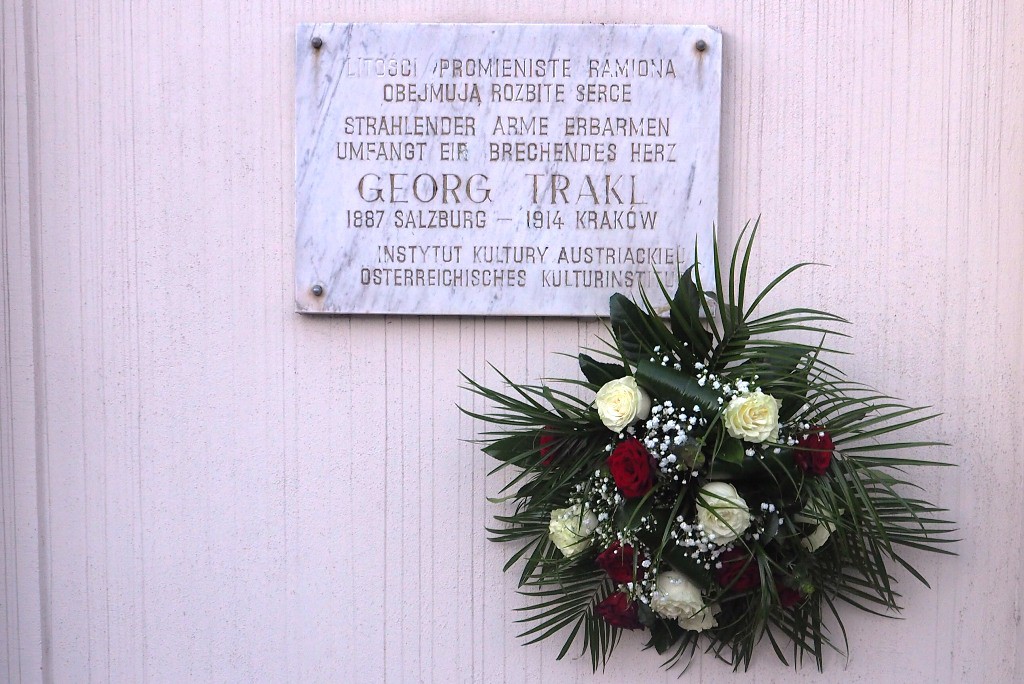 LITOŚCI PROMIENISTE RAMIONA
OBEJMUJĄ ROZBITE SERCE
STRAHLENDER ARME ERBARMEN
UMFANGT EIN BRECHENDES HERZ
GEORG TRAKL
1887 SALZBURG — 1914 KRAKÓW
INSTYTUT KULTURY AUSTRIACKIEJ
ÖSTERREICHISCHES KULTURINSTITU